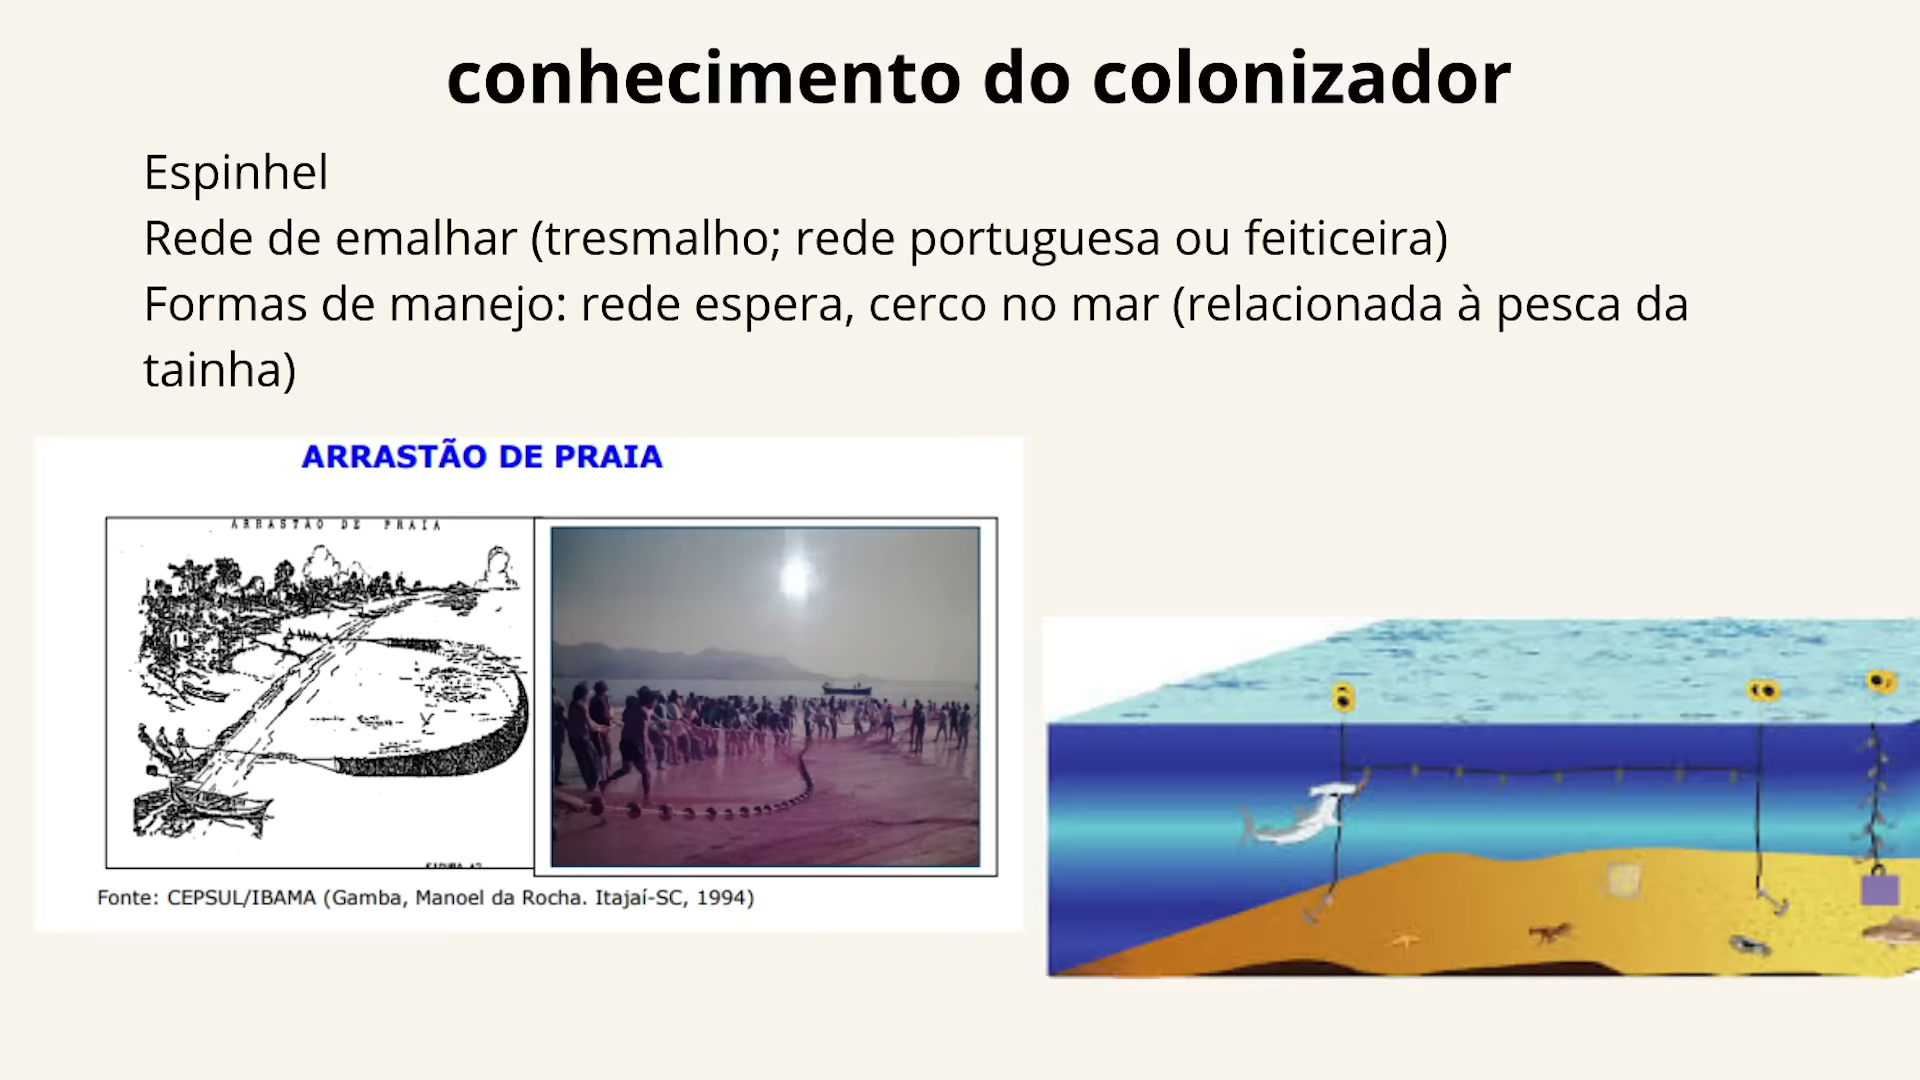 conhecimento do colonizador
Espinhel
Rede de emalhar (tresmalho; rede portuguesa ou feiticeira)
Formas de manejo: rede espera, cerco no mar (relacionada à pesca da
tainha)
ARRASTÃO DE PRAIA
ARRASTAO DE PRAIA
Fonte: CEPSUL/IBAMA (Gamba, Manoel da Rocha. Itajaí-SC, 1994)